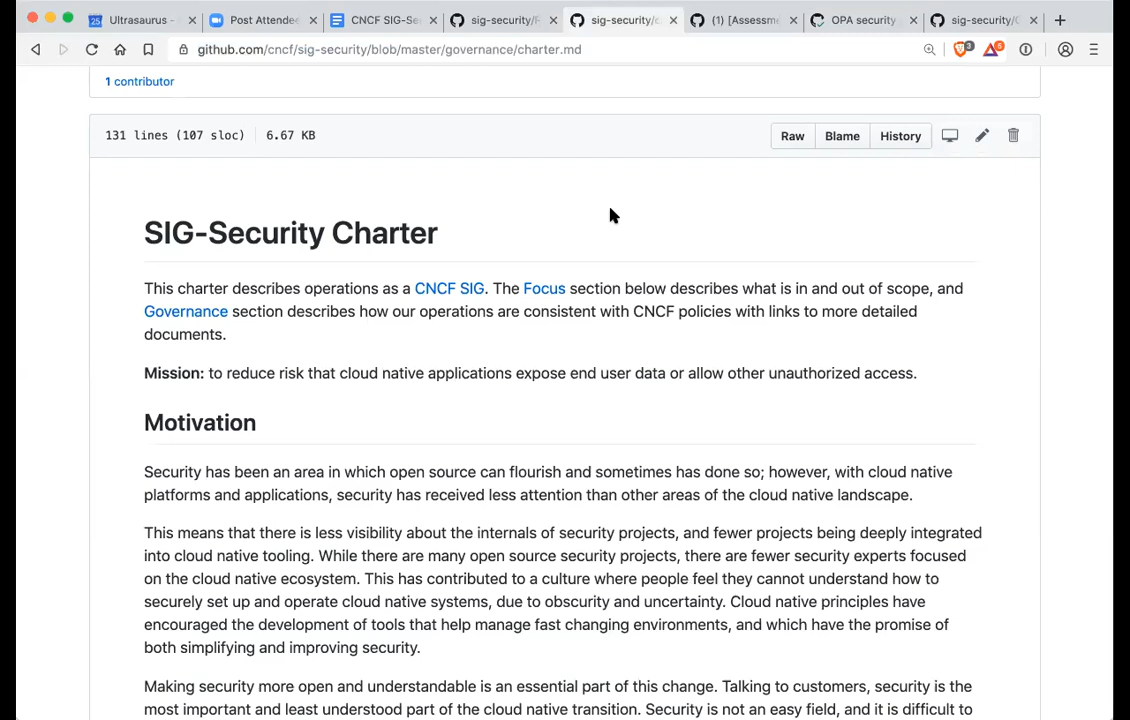 Ultrasaurus -
Post Attende
CNCF SIG-Se
sig-security/
sig-security/c
(1) [Assessm
OPA security
sig-security/
github.com/cncf/sig-security/blob/master/governance/charter.md
3
5
1 contributor
131 lines (107 sloc)
6.67 KB
Raw
Blame
History
SIG-Security Charter
This charter describes operations as a CNCF SIG. The Focus section below describes what is in and out of scope, and
Governance section describes how our operations are consistent with CNCF policies with links to more detailed
documents.
Mission: to reduce risk that cloud native applications expose end user data or allow other unauthorized access.
Motivation
Security has been an area in which open source can flourish and sometimes has done so; however, with cloud native
platforms and applications, security has received less attention than other areas of the cloud native landscape.
This means that there is less visibility about the internals of security projects, and fewer projects being deeply integrated
into cloud native tooling. While there are many open source security projects, there are fewer security experts focused
on the cloud native ecosystem. This has contributed to a culture where people feel they cannot understand how to
securely set up and operate cloud native systems, due to obscurity and uncertainty. Cloud native principles have
encouraged the development of tools that help manage fast changing environments, and which have the promise of
both simplifying and improving security.
Making security more open and understandable is an essential part of this change. Talking to customers, security is the
most important and least understood part of the cloud native transition. Security is not an easy field, and it is difficult to